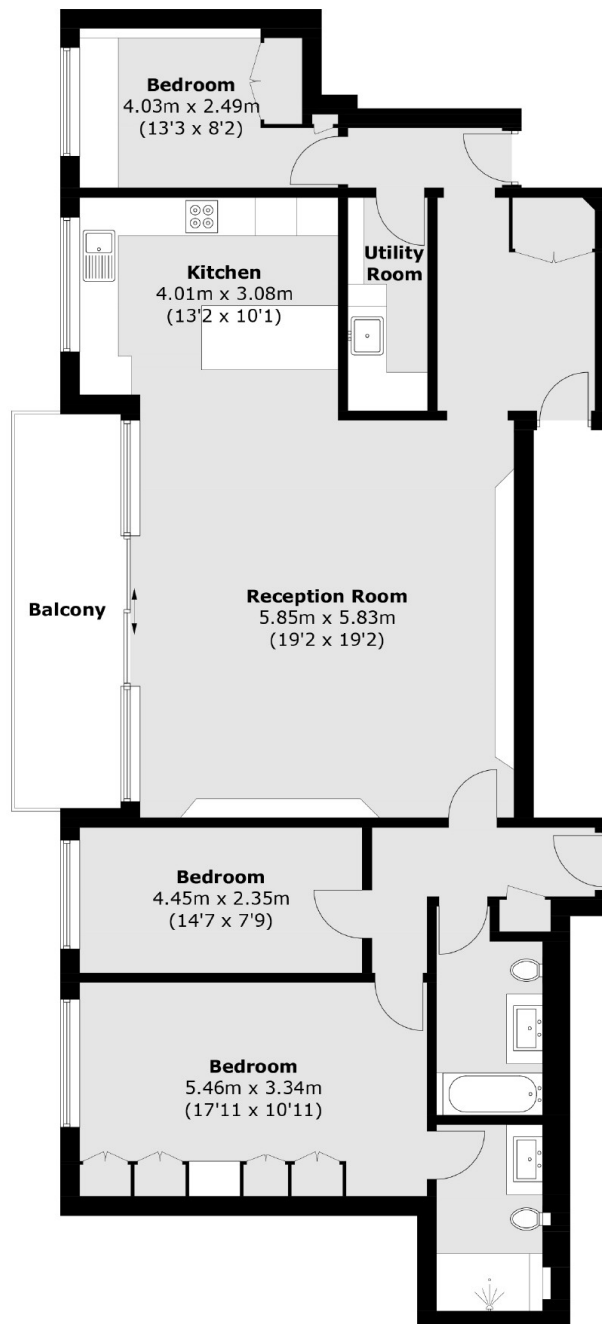 Bedroom
4.03m x 2.49m
(13'3 x 8'2)
Kitchen
4.01m x 3.08m
(13'2 x 10'1)
Utility
Room
Balcony
Reception Room
5.85m x 5.83m
(19'2 x 19'2)
Bedroom
4.45m x 2.35m
(14'7 x 7'9)
Bedroom
5.46m x 3.34m
(17'11 x 10'11)